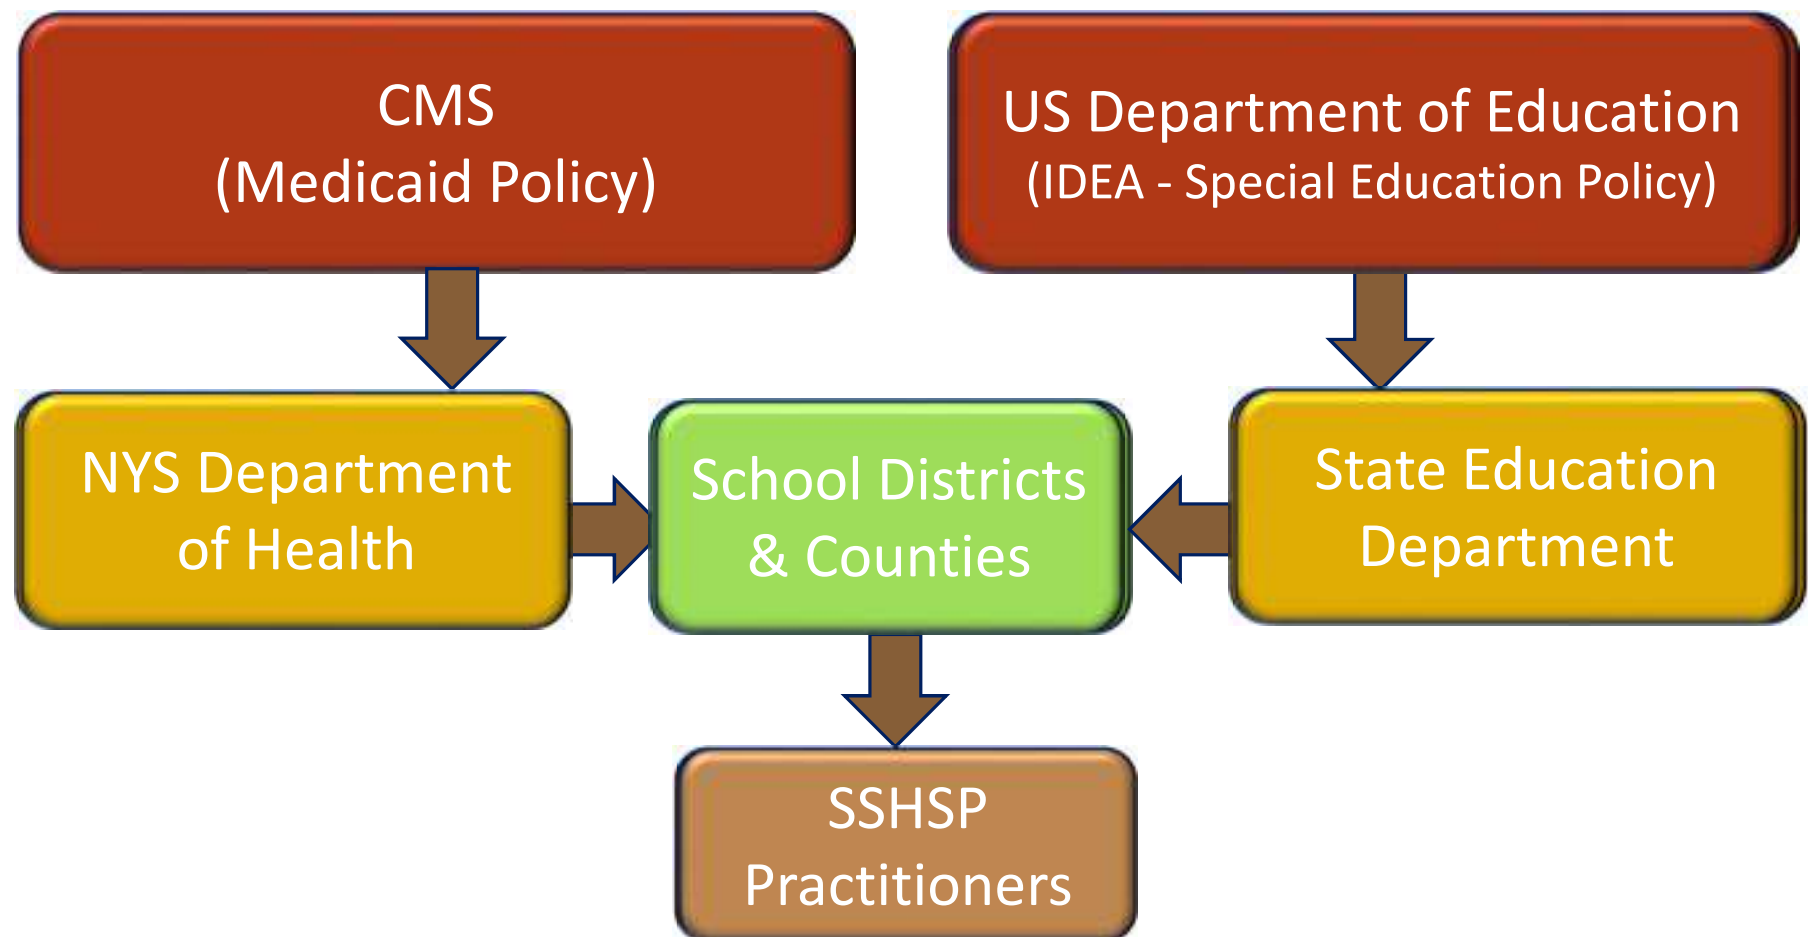 CMS
(Medicaid Policy)
US Department of Education
(IDEA - Special Education Policy)
NYS Department
of Health
School Districts
& Counties
State Education
Department
SSHSP
Practitioners